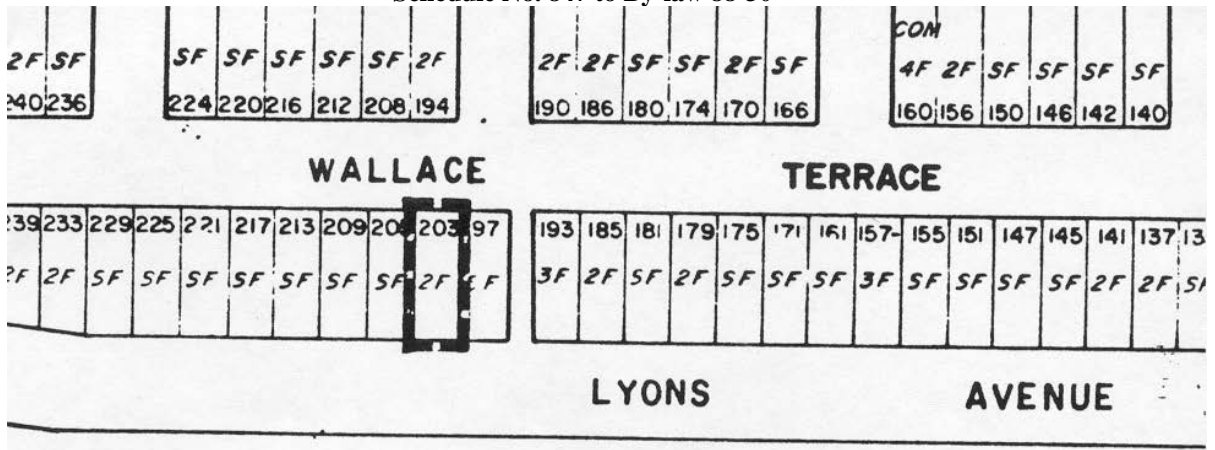 COM
2F SF SF SF SF SF SF 2F 2F 2F SF SF 2F SF 4F 2F SF SF SF SF
240 236 224 220 216 212 208 194 190 186 180 174 170 166 160 156 150 146 142 140
WALLACE TERRACE
239 233 229 225 221 217 213 209 203 193 185 181 179 175 171 161 157- 155 151 147 145 141 137
2F 2F SF SF SF SF SF SF SF 2F 3F 2F SF 2F SF SF SF 3F SF SF SF SF 2F 2F
LYONS AVENUE